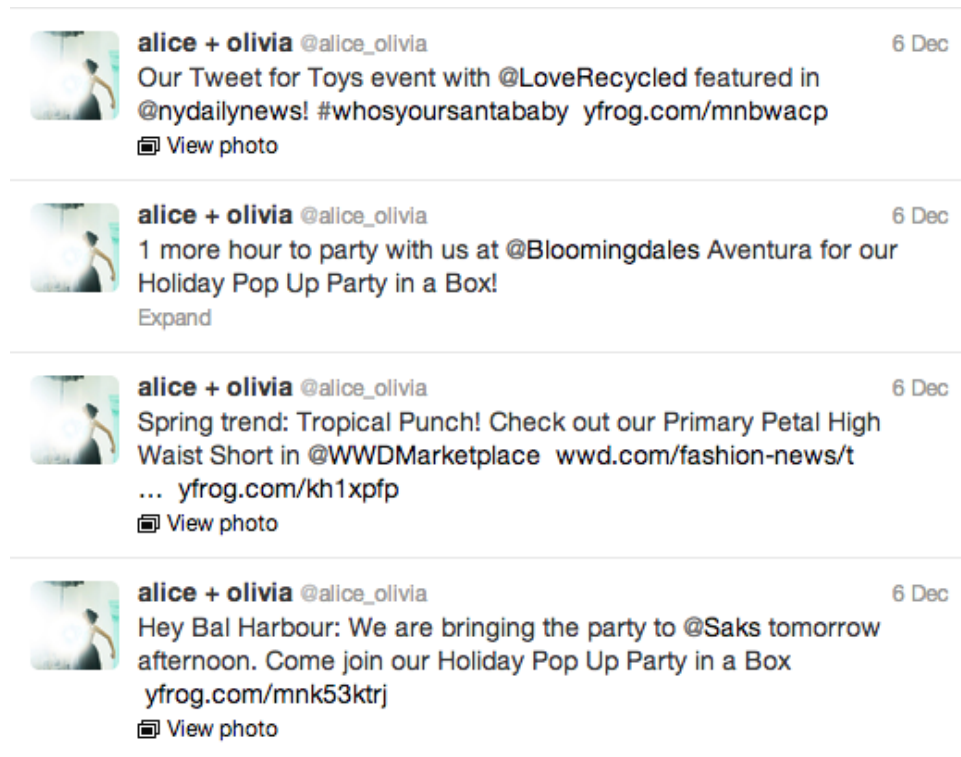 alice + olivia @alice_olivia 6 Dec
Our Tweet for Toys event with @LoveRecycled featured in
@nydailynews! #whosyoursantababy yfrog.com/mnbwacp
View photo
alice + olivia @alice_olivia 6 Dec
1 more hour to party with us at @Bloomingdales Aventura for our
Holiday Pop Up Party in a Box!
Expand
alice + olivia @alice_olivia 6 Dec
Spring trend: Tropical Punch! Check out our Primary Petal High
Waist Short in @WWDMarketplace wwd.com/fashion-news/t
... yfrog.com/kh1xpfp
View photo
alice + olivia @alice_olivia 6 Dec
Hey Bal Harbour: We are bringing the party to @Saks tomorrow
afternoon. Come join our Holiday Pop Up Party in a Box
yfrog.com/mnk53ktrj
View photo